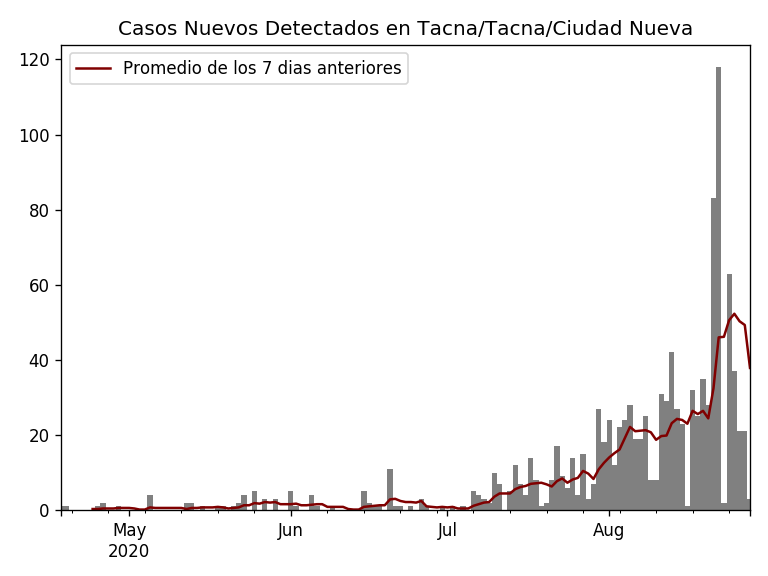 Casos Nuevos Detectados en Tacna/Tacna/Ciudad Nueva
Promedio de los 7 dias anteriores
120
100
80
60
40
20
0
May Jun Jul Aug
2020